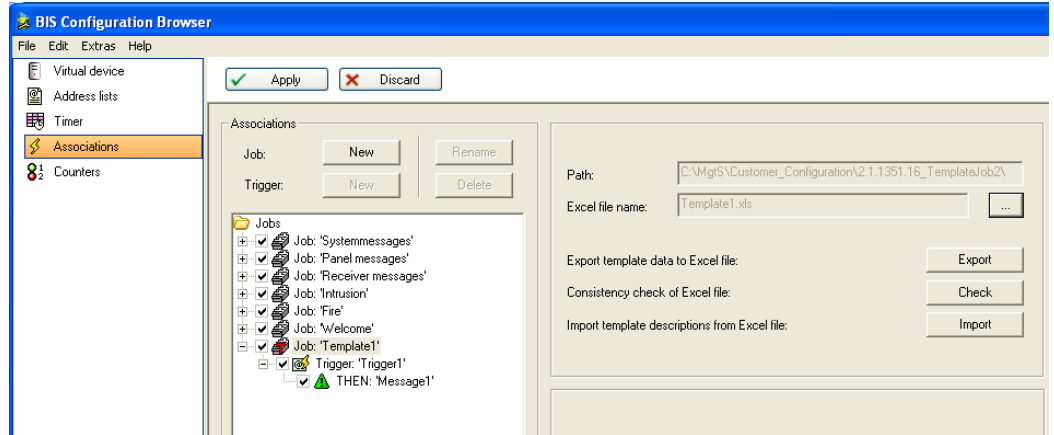 BIS Configuration Browser
File Edit Extras Help
Virtual device
Address lists
Timer
Associations
Counters
Apply Discard
Associations
Job: New Rename
Trigger: New Delete
Jobs
Job: 'Systemmessages'
Job: 'Panel messages'
Job: 'Receiver messages'
Job: 'Intrusion'
Job: 'Fire'
Job: 'Welcome'
Job: 'Template1'
Trigger: 'Trigger1'
THEN: 'Message1'
Path: C:\MgtS\Customer_Configuration\2.1.1351.16_TemplateJob2\
Excel file name: Template1.xls ...
Export template data to Excel file: Export
Consistency check of Excel file: Check
Import template descriptions from Excel file: Import